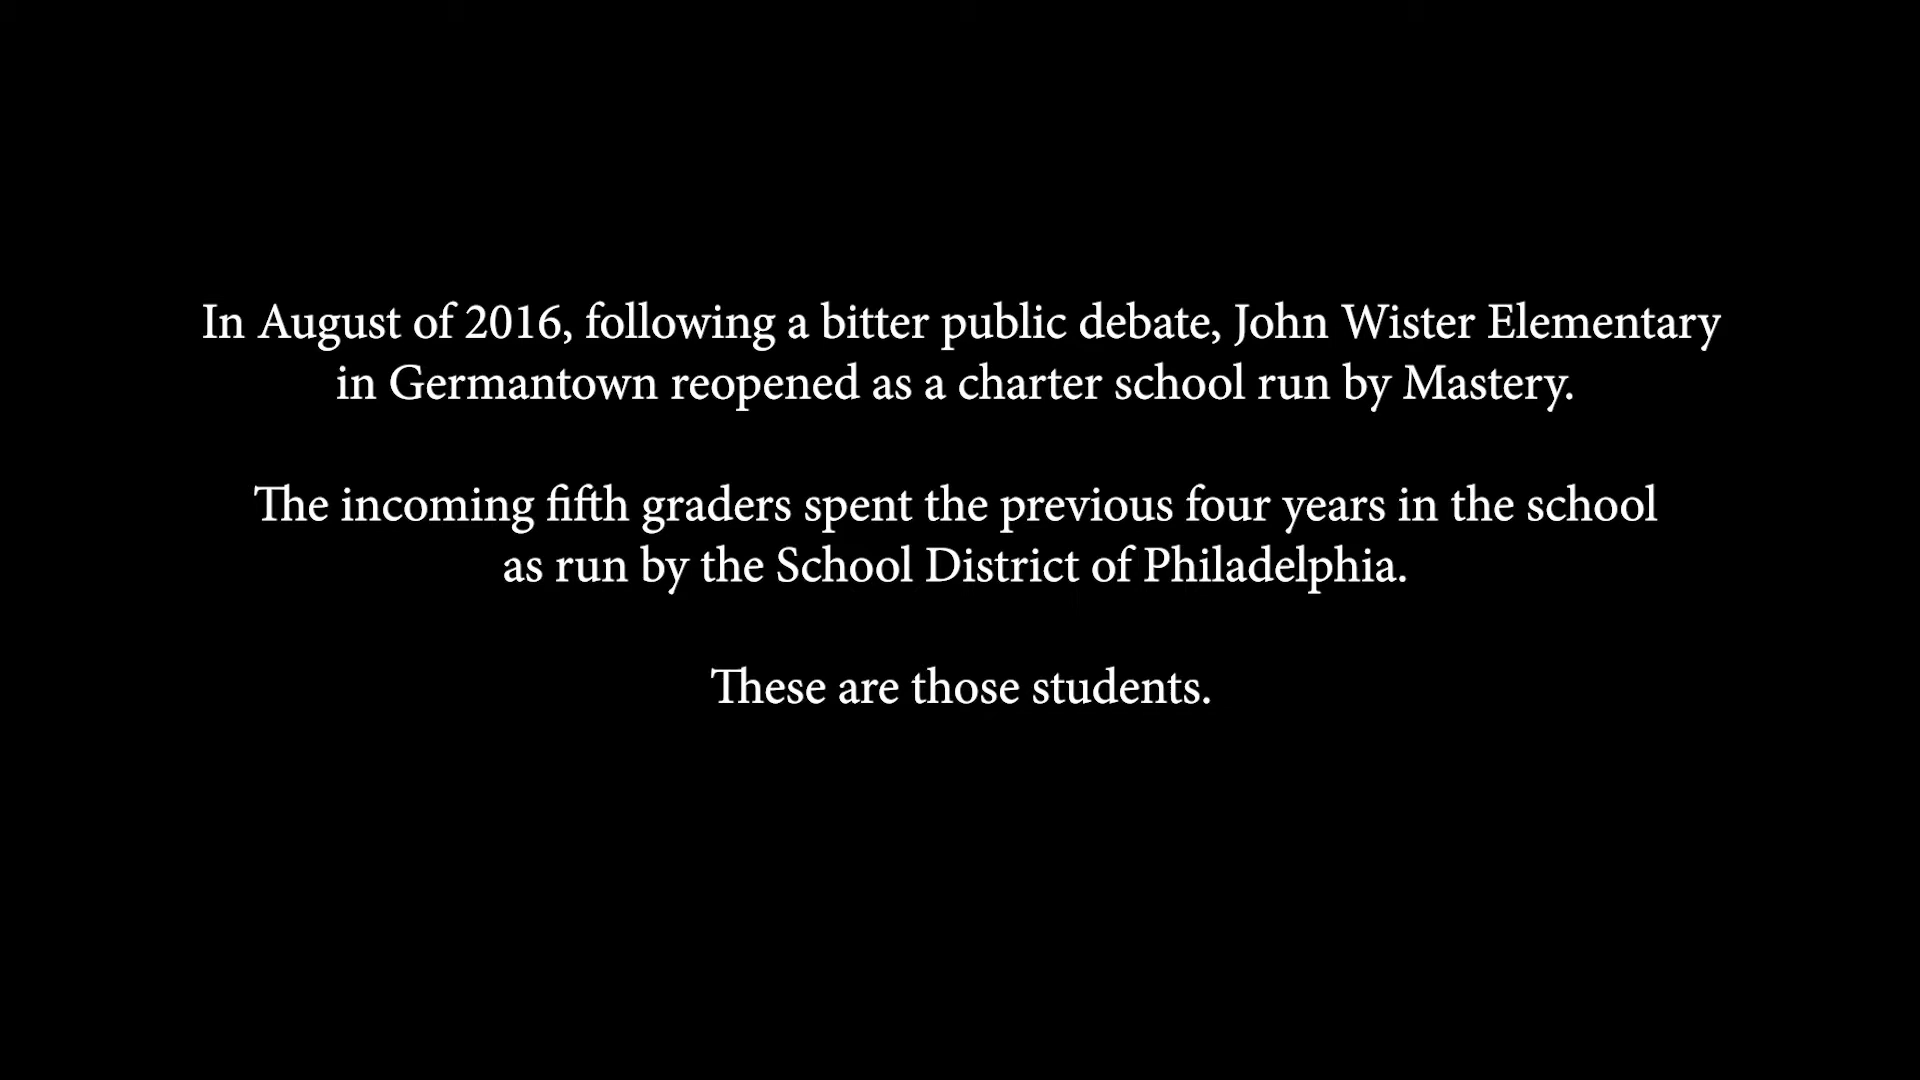 In August of 2016, following a bitter public debate, John Wister Elementary
in Germantown reopened as a charter school run by Mastery.
The incoming fifth graders spent the previous four years in the school
as run by the School District of Philadelphia.
These are those students.